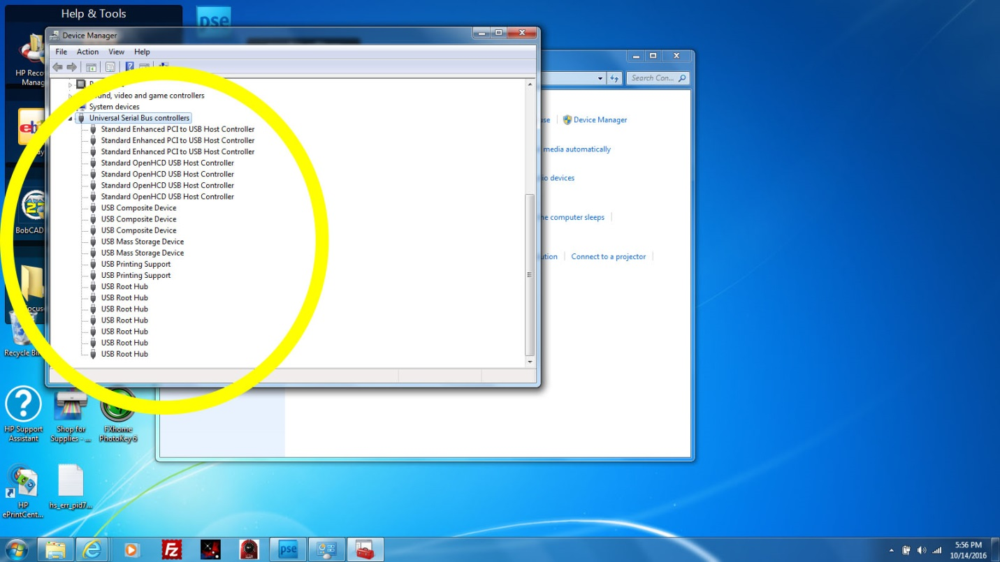 Help & Tools
pse
Device Manager
File Action View Help
Search Con...
HP Reco
Manag
und, video and game controllers
System devices
Universal Serial Bus controllers
Standard Enhanced PCI to USB Host Controller
Standard Enhanced PCI to USB Host Controller
Standard Enhanced PCI to USB Host Controller
Standard OpenHCD USB Host Controller
Standard OpenHCD USB Host Controller
Standard OpenHCD USB Host Controller
Standard OpenHCD USB Host Controller
USB Composite Device
USB Composite Device
USB Composite Device
USB Mass Storage Device
USB Mass Storage Device
USB Printing Support
USB Printing Support
USB Root Hub
USB Root Hub
USB Root Hub
USB Root Hub
USB Root Hub
USB Root Hub
USB Root Hub
use Device Manager
media automatically
io devices
he computer sleeps
ution Connect to a projector
eb
ay
BobCAD
ocus
Recycle Bin
HP Support
Assistant
Shop for
Supplies - ...
FXhome
PhotoKey 6
HP
ePrintCent...
hs_err_pid7...
Fz
pse
5:56 PM
10/14/2016